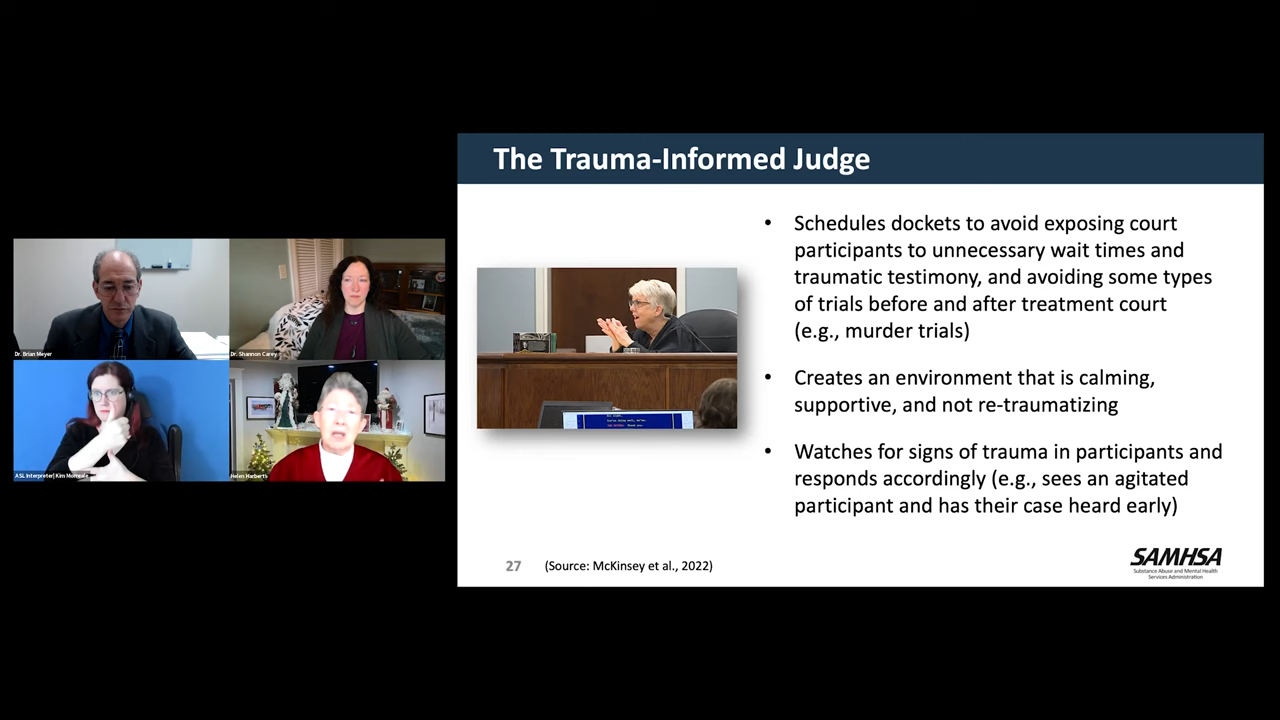 The Trauma-Informed Judge
• Schedules dockets to avoid exposing court
participants to unnecessary wait times and
traumatic testimony, and avoiding some types
of trials before and after treatment court
(e.g., murder trials)
• Creates an environment that is calming,
supportive, and not re-traumatizing
• Watches for signs of trauma in participants and
responds accordingly (e.g., sees an agitated
participant and has their case heard early)
27
(Source: McKinsey et al., 2022)
SAMHSA
Substance Abuse and Mental Health
Services Administration
Dr. Brian Meyer
Dr. Shannon Carey
ASL Interpreter| Kim
Helen Harberts